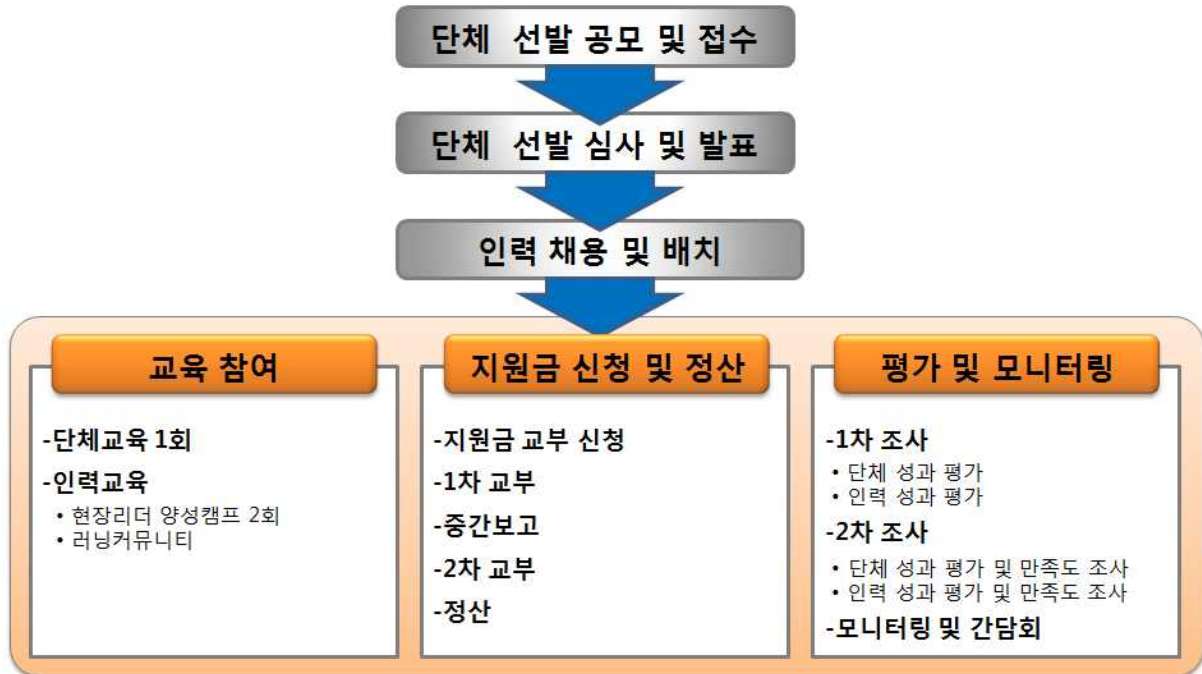 단체 선발 공모 및 접수
단체 선발 심사 및 발표
인력 채용 및 배치
교육 참여
-단체교육 1회
-인력교육
• 현장리더 양성캠프 2회
• 러닝커뮤니티
지원금 신청 및 정산
-지원금 교부 신청
-1차 교부
-중간보고
-2차 교부
-정산
평가 및 모니터링
-1차 조사
• 단체 성과 평가
• 인력 성과 평가
-2차 조사
• 단체 성과 평가 및 만족도 조사
• 인력 성과 평가 및 만족도 조사
-모니터링 및 간담회